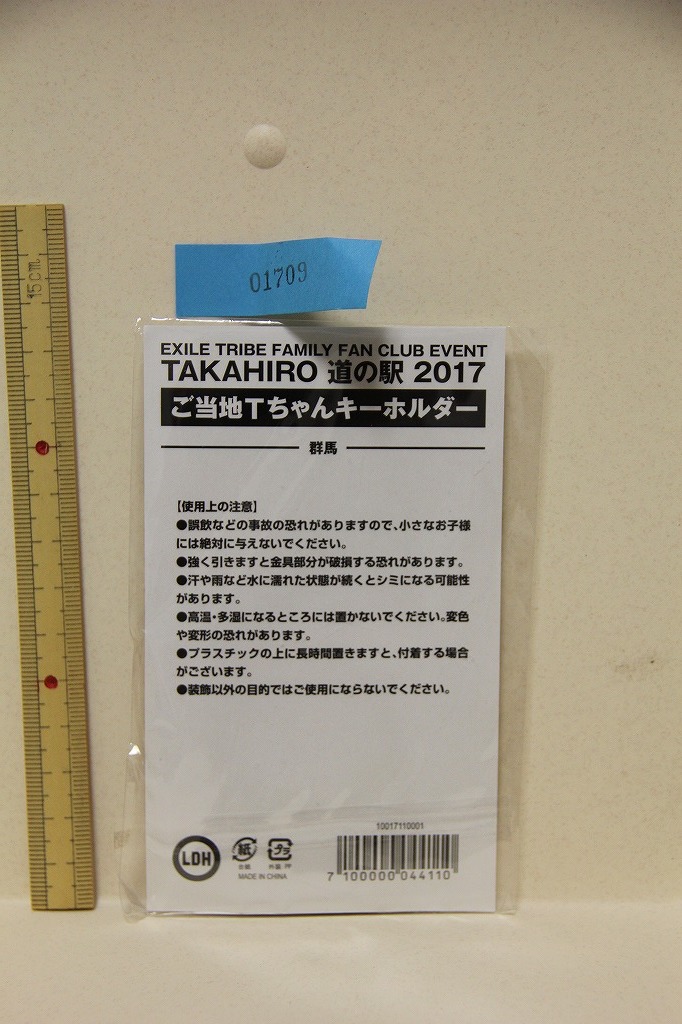 15cm.
01709
EXILE TRIBE FAMILY FAN CLUB EVENT
TAKAHIRO 道の駅 2017
ご当地Tちゃんキーホルダー
群馬
【使用上の注意】
●誤飲などの事故の恐れがありますので、小さなお子様
には絶対に与えないでください。
●強く引きますと金具部分が破損する恐れがあります。
●汗や雨など水に濡れた状態が続くとシミになる可能性
があります。
●高温・多湿になるところには置かないでください。変色
や変形の恐れがあります。
●プラスチックの上に長時間置きますと、付着する場合
がございます。
●装飾以外の目的ではご使用にならないでください。
10017110001
LDH
紙
台紙
プラ
外装 PP
MADE IN CHINA
7 100000 044110